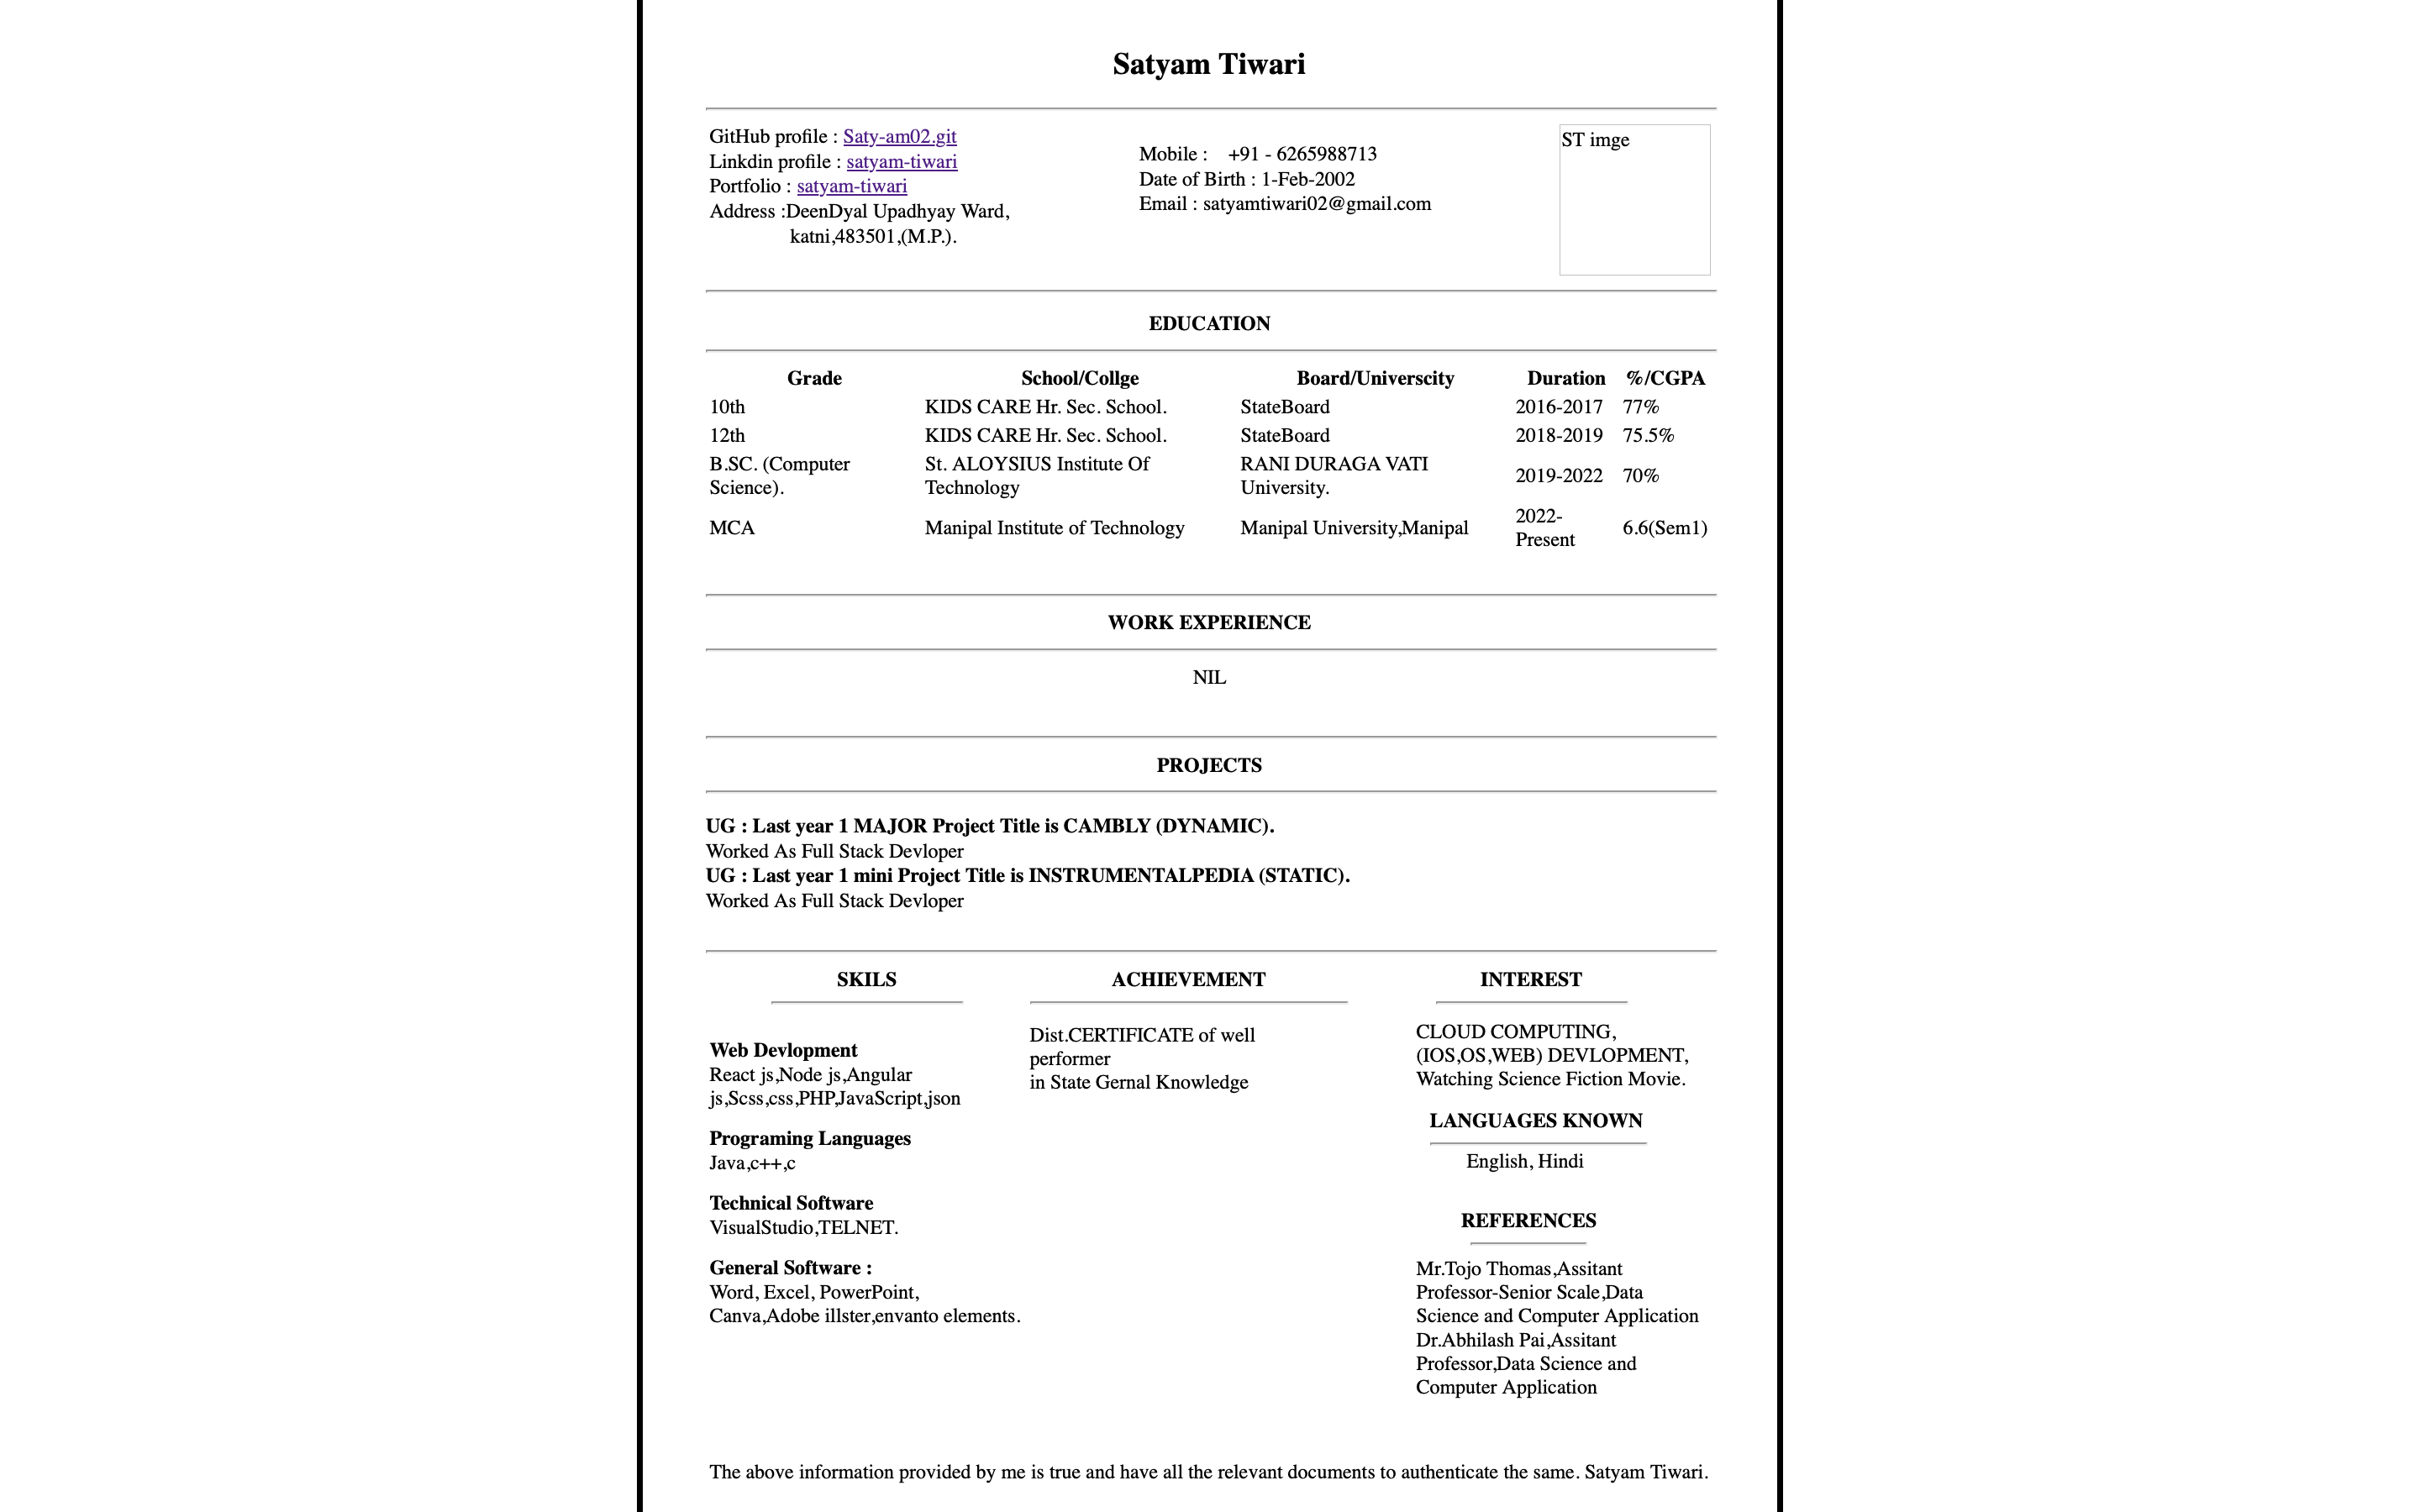 Satyam Tiwari
GitHub profile : Saty-am02.git
Linkdin profile : satyam-tiwari
Portfolio : satyam-tiwari
Address :DeenDyal Upadhyay Ward,
katni,483501,(M.P.).
Mobile : +91 - 6265988713
Date of Birth : 1-Feb-2002
Email : satyamtiwari02@gmail.com
ST imge
EDUCATION
Grade School/Collge Board/Universcity Duration %/CGPA
10th KIDS CARE Hr. Sec. School. StateBoard 2016-2017 77%
12th KIDS CARE Hr. Sec. School. StateBoard 2018-2019 75.5%
B.SC. (Computer
Science).
St. ALOYSIUS Institute Of
Technology
RANI DURAGA VATI
University.
2019-2022 70%
MCA Manipal Institute of Technology Manipal University,Manipal
2022-
Present
6.6(Sem1)
WORK EXPERIENCE
NIL
PROJECTS
UG : Last year 1 MAJOR Project Title is CAMBLY (DYNAMIC).
Worked As Full Stack Devloper
UG : Last year 1 mini Project Title is INSTRUMENTALPEDIA (STATIC).
Worked As Full Stack Devloper
SKILS
Web Devlopment
React js,Node js,Angular
js,Scss,css,PHP,JavaScript,json
Programing Languages
Java,c++,c
Technical Software
VisualStudio,TELNET.
General Software :
Word, Excel, PowerPoint,
Canva,Adobe illster,envanto elements.
ACHIEVEMENT
Dist.CERTIFICATE of well
performer
in State Gernal Knowledge
INTEREST
CLOUD COMPUTING,
(IOS,OS,WEB) DEVLOPMENT,
Watching Science Fiction Movie.
LANGUAGES KNOWN
English, Hindi
REFERENCES
Mr.Tojo Thomas,Assitant
Professor-Senior Scale,Data
Science and Computer Application
Dr.Abhilash Pai,Assitant
Professor,Data Science and
Computer Application
The above information provided by me is true and have all the relevant documents to authenticate the same. Satyam Tiwari.